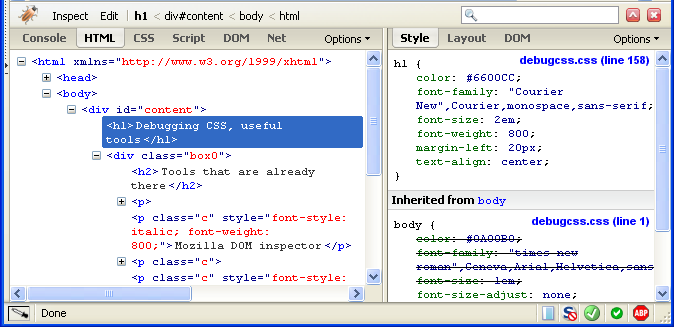 Inspect Edit h1 < div#content < body < html
Console HTML CSS Script DOM Net Options
Style Layout DOM Options
<html xmlns="http://www.w3.org/1999/xhtml">
<head>
<body>
<div id="content">
<h1>Debugging CSS, useful
tools</h1>
<div class="box0">
<h2>Tools that are already
there</h2>
<p>
<p class="c" style="font-style:
italic; font-weight:
800;">Mozilla DOM inspector</p>
<p class="c">
<p class="c" style="font-style:
h1 {
debugcss.css (line 158)
color: #6600CC;
font-family: "Courier
New",Courier,monospace,sans-serif;
font-size: 2em;
font-weight: 800;
margin-left: 20px;
text-align: center;
}
Inherited from body
body {
debugcss.css (line 1)
color: #0A00B0;
font-family: "times new
roman",Geneva,Arial,Helvetica,sans
font-size: 1em;
font-size-adjust: none;
Done
ABP